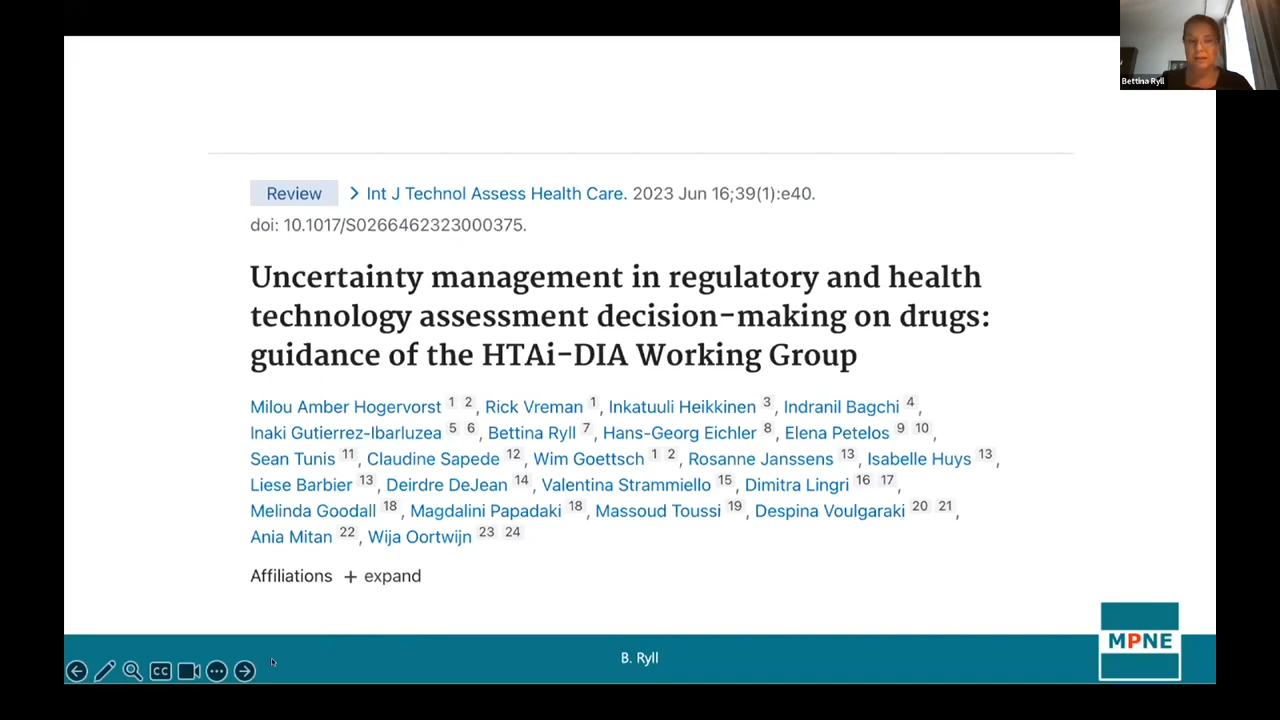 Bettina Ryll
Review > Int J Technol Assess Health Care. 2023 Jun 16;39(1):e40.
doi: 10.1017/S0266462323000375.
Uncertainty management in regulatory and health
technology assessment decision-making on drugs:
guidance of the HTAi-DIA Working Group
Milou Amber Hogervorst 1 2, Rick Vreman 1, Inkatuuli Heikkinen 3, Indranil Bagchi 4,
Inaki Gutierrez-Ibarluzea 5 6, Bettina Ryll 7, Hans-Georg Eichler 8, Elena Petelos 9 10,
Sean Tunis 11, Claudine Sapede 12, Wim Goettsch 1 2, Rosanne Janssens 13, Isabelle Huys 13,
Liese Barbier 13, Deirdre DeJean 14, Valentina Strammiello 15, Dimitra Lingri 16 17,
Melinda Goodall 18, Magdalini Papadaki 18, Massoud Toussi 19, Despina Voulgaraki 20 21,
Ania Mitan 22, Wija Oortwijn 23 24
Affiliations + expand
MPNE
B. Ryll
CC